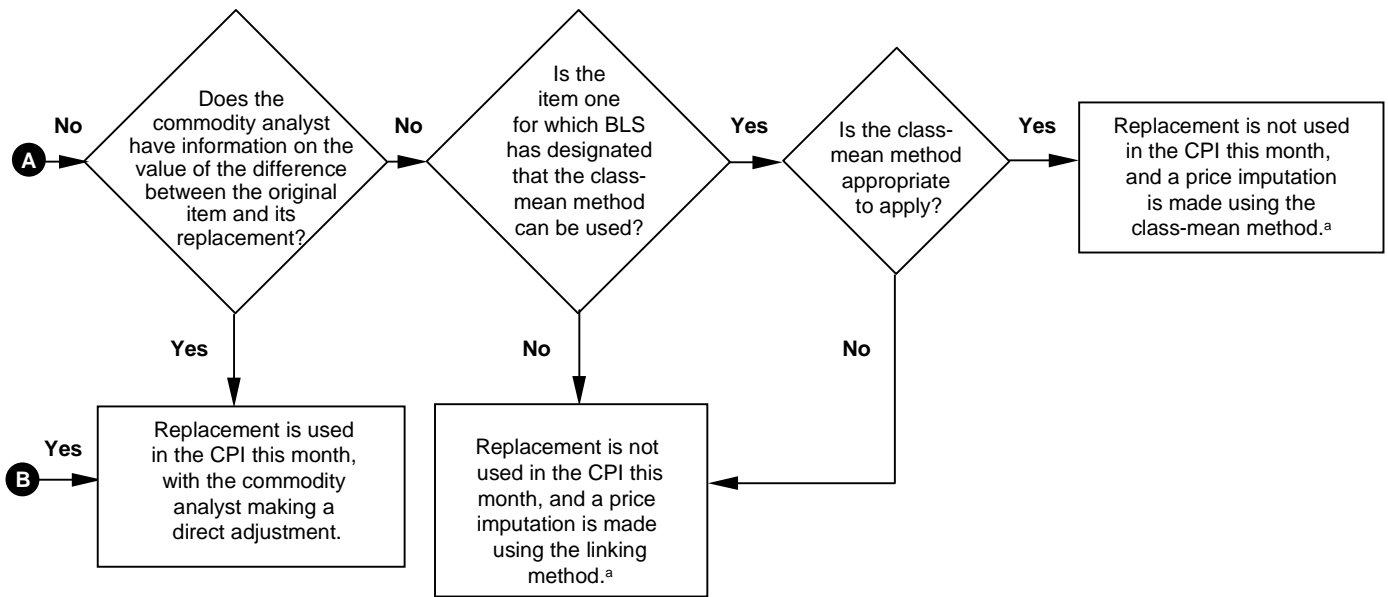 No
A
Does the
commodity analyst
have information on the
value of the difference
between the original
item and its
replacement?
No
Is the
item one
for which BLS
has designated
that the class-
mean method
can be used?
Yes
Is the class-
mean method
appropriate
to apply?
Yes
Replacement is not used
in the CPI this month,
and a price imputation
is made using the
class-mean method.ᵃ
Yes
No
No
Yes
B
Replacement is used
in the CPI this month,
with the commodity
analyst making a
direct adjustment.
Replacement is not
used in the CPI this
month, and a price
imputation is made
using the linking
method.ᵃ